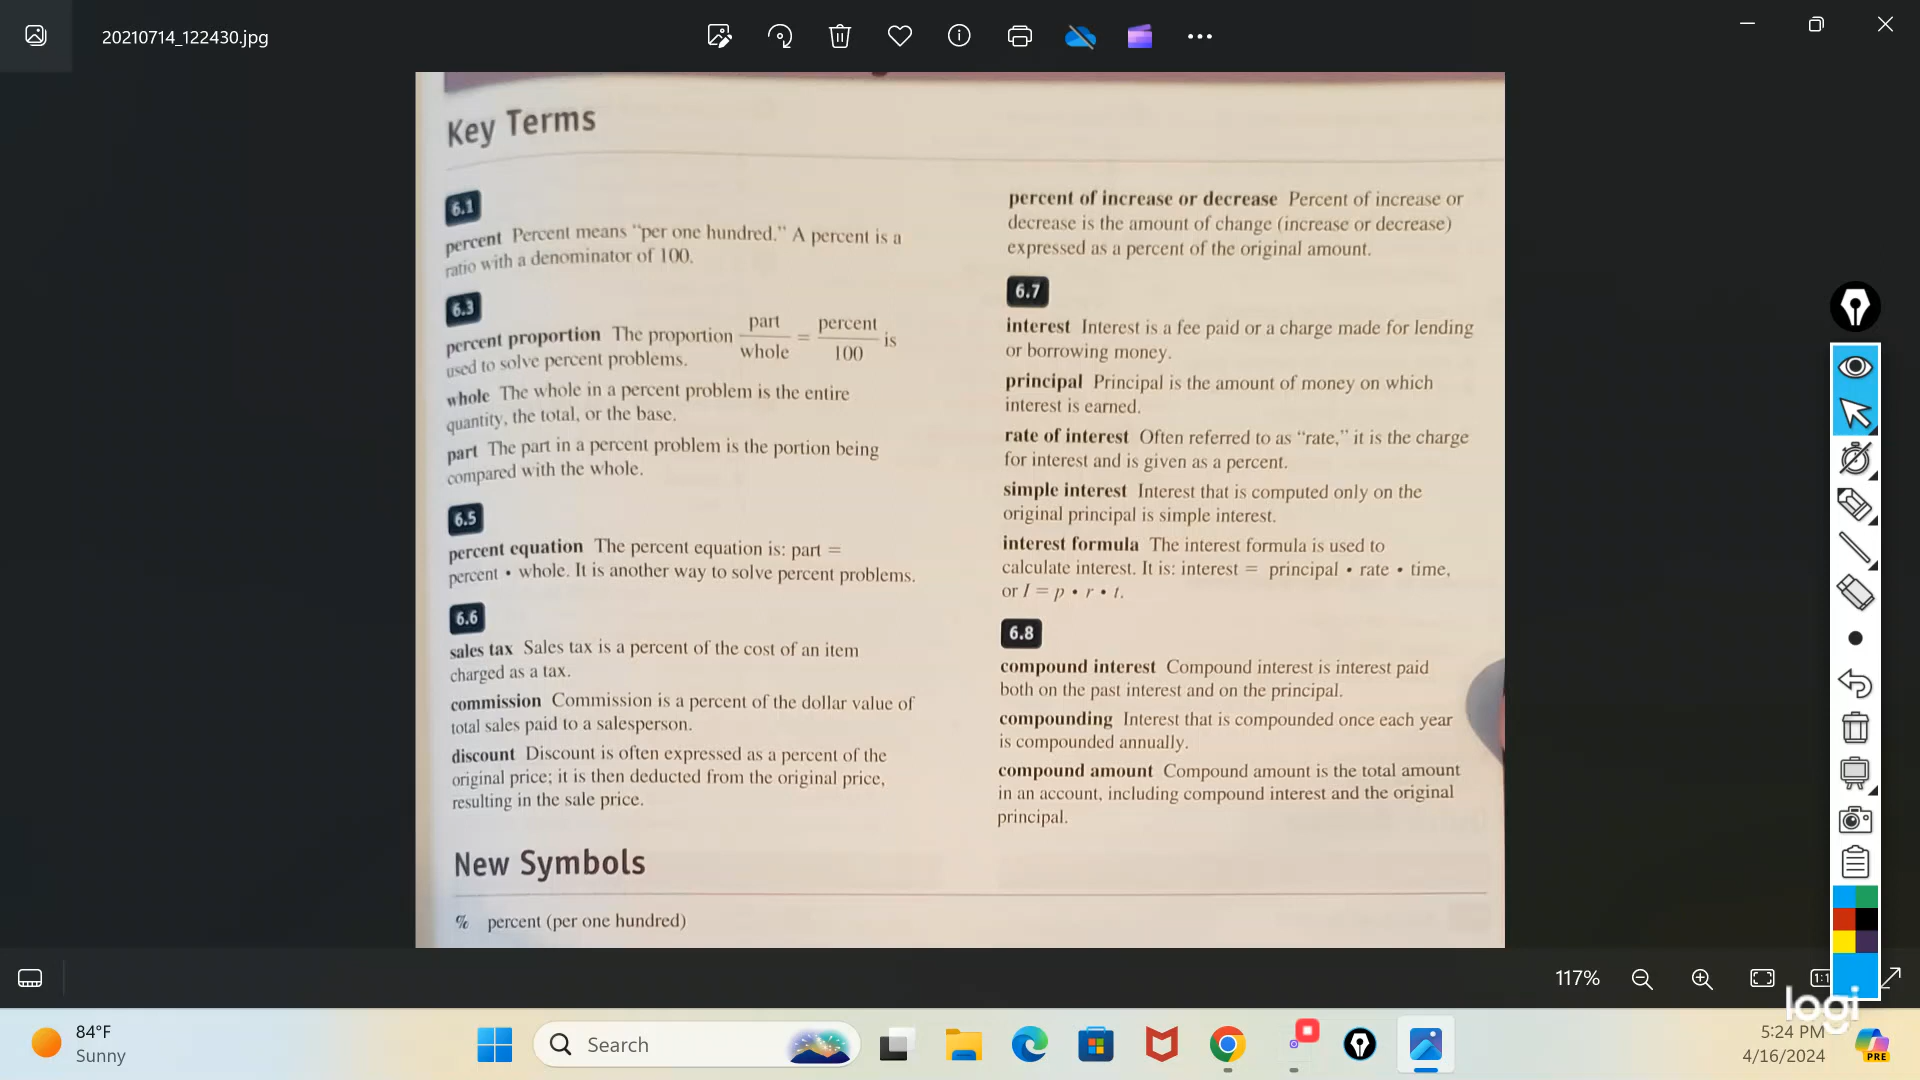 20210714_122430.jpg
Key Terms
6.1
percent Percent means “per one hundred.” A percent is a
ratio with a denominator of 100.
6.3
percent proportion The proportion part/whole = percent/100 is
used to solve percent problems.
whole The whole in a percent problem is the entire
quantity, the total, or the base.
part The part in a percent problem is the portion being
compared with the whole.
6.5
percent equation The percent equation is: part =
percent • whole. It is another way to solve percent problems.
6.6
sales tax Sales tax is a percent of the cost of an item
charged as a tax.
commission Commission is a percent of the dollar value of
total sales paid to a salesperson.
discount Discount is often expressed as a percent of the
original price; it is then deducted from the original price,
resulting in the sale price.
percent of increase or decrease Percent of increase or
decrease is the amount of change (increase or decrease)
expressed as a percent of the original amount.
6.7
interest Interest is a fee paid or a charge made for lending
or borrowing money.
principal Principal is the amount of money on which
interest is earned.
rate of interest Often referred to as “rate,” it is the charge
for interest and is given as a percent.
simple interest Interest that is computed only on the
original principal is simple interest.
interest formula The interest formula is used to
calculate interest. It is: interest = principal • rate • time,
or I = p • r • t.
6.8
compound interest Compound interest is interest paid
both on the past interest and on the principal.
compounding Interest that is compounded once each year
is compounded annually.
compound amount Compound amount is the total amount
in an account, including compound interest and the original
principal.
New Symbols
% percent (per one hundred)
117%
1:1
logi
84°F
Sunny
Search
5:24 PM
4/16/2024
PRE